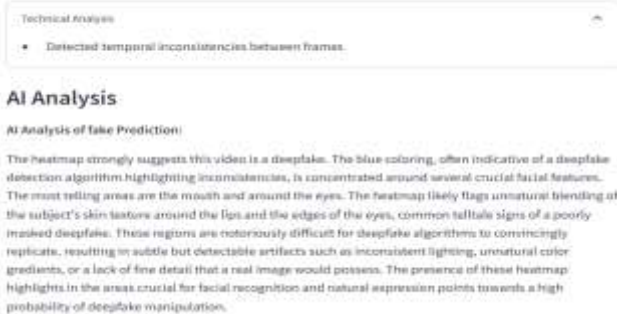 Technical Analysis
• Detected temporal inconsistencies between frames.
AI Analysis
AI Analysis of fake Prediction:
The heatmap strongly suggests this video is a deepfake. The blue coloring, often indicative of a deepfake
detection algorithm highlighting inconsistencies, is concentrated around several crucial facial features.
The most telling areas are the mouth and around the eyes. The heatmap likely flags unnatural blending of
the subject's skin texture around the lips and the edges of the eyes, common telltale signs of a poorly
masked deepfake. These regions are notoriously difficult for deepfake algorithms to convincingly
replicate, resulting in subtle but detectable artifacts such as inconsistent lighting, unnatural color
gradients, or a lack of fine detail that a real image would possess. The presence of these heatmap
highlights in the areas crucial for facial recognition and natural expression points towards a high
probability of deepfake manipulation.